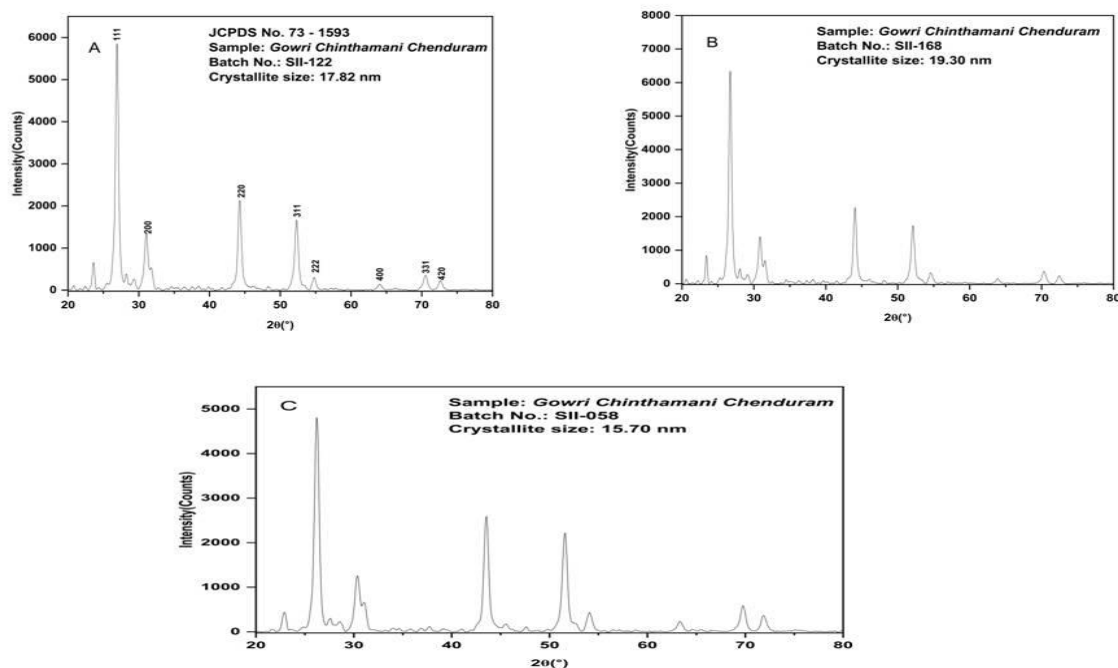 A
JCPDS No. 73 - 1593
Sample: Gowri Chinthamani Chenduram
Batch No.: SII-122
Crystallite size: 17.82 nm
Intensity(Counts)
6000
5000
4000
3000
2000
1000
0
111
200
220
311
222
400
331
420
20 30 40 50 60 70 80
2θ(°)
B
Sample: Gowri Chinthamani Chenduram
Batch No.: SII-168
Crystallite size: 19.30 nm
Intensity(Counts)
8000
7000
6000
5000
4000
3000
2000
1000
0
20 30 40 50 60 70 80
2θ(°)
C
Sample: Gowri Chinthamani Chenduram
Batch No.: SII-058
Crystallite size: 15.70 nm
Intensity(Counts)
5000
4000
3000
2000
1000
0
20 30 40 50 60 70 80
2θ(°)